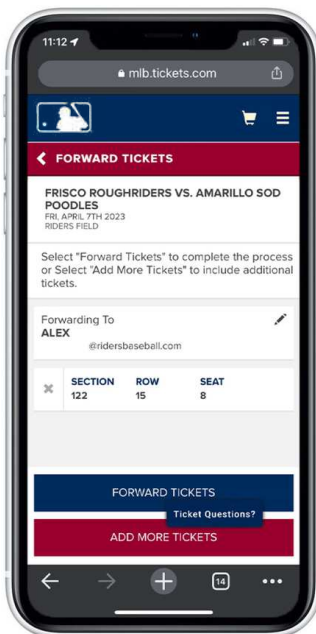 11:12
mlb.tickets.com
FORWARD TICKETS
FRISCO ROUGHRIDERS VS. AMARILLO SOD
POODLES
FRI, APRIL 7TH 2023
RIDERS FIELD
Select "Forward Tickets" to complete the process
or Select "Add More Tickets" to include additional
tickets.
Forwarding To
ALEX
@ridersbaseball.com
SECTION ROW SEAT
122 15 8
FORWARD TICKETS
Ticket Questions?
ADD MORE TICKETS
14